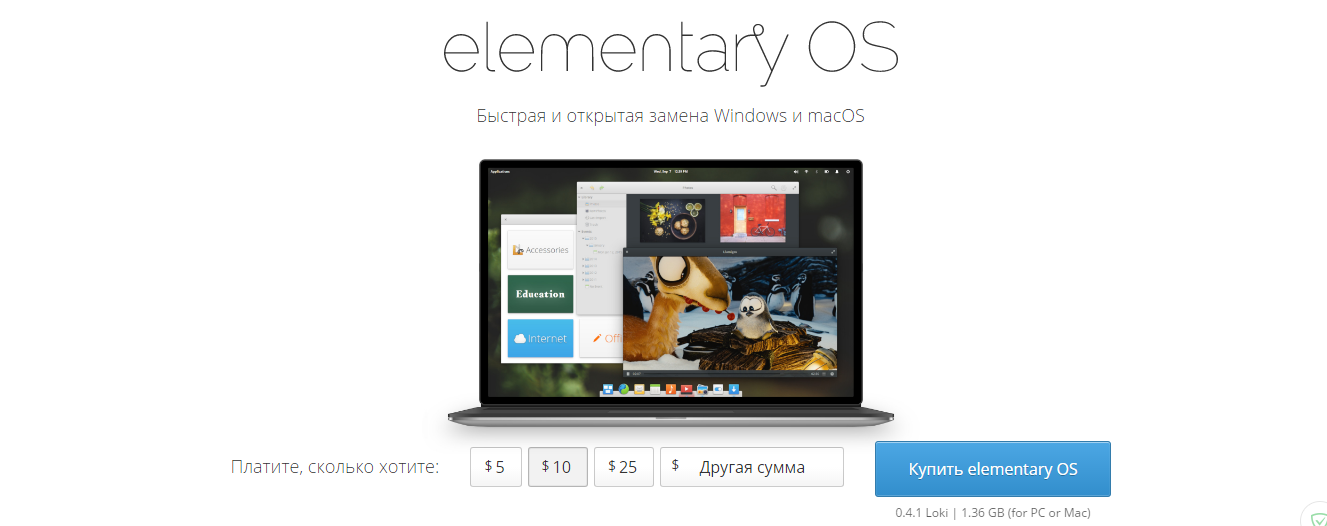 elementary OS
Быстрая и открытая замена Windows и macOS
Applications
Accessories
Education
Internet
Платите, сколько хотите:
$ 5
$ 10
$ 25
$ Другая сумма
Купить elementary OS
0.4.1 Loki | 1.36 GB (for PC or Mac)